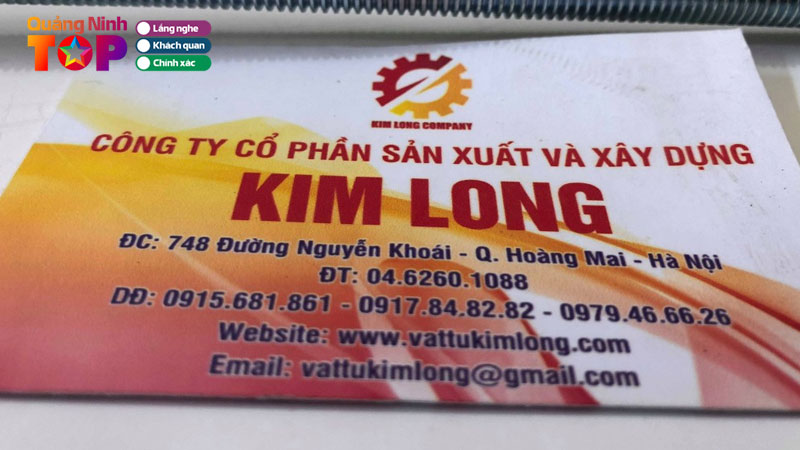 Quảng Ninh
TOP
Lắng nghe
Khách quan
Chính xác
KIM LONG COMPANY
CÔNG TY CỔ PHẦN SẢN XUẤT VÀ XÂY DỰNG
KIM LONG
ĐC: 748 Đường Nguyễn Khoái - Q. Hoàng Mai - Hà Nội
ĐT: 04.6260.1088
DĐ: 0915.681.861 - 0917.84.82.82 - 0979.46.66.26
Website: www.vattukimlong.com
Email: vattukimlong@gmail.com